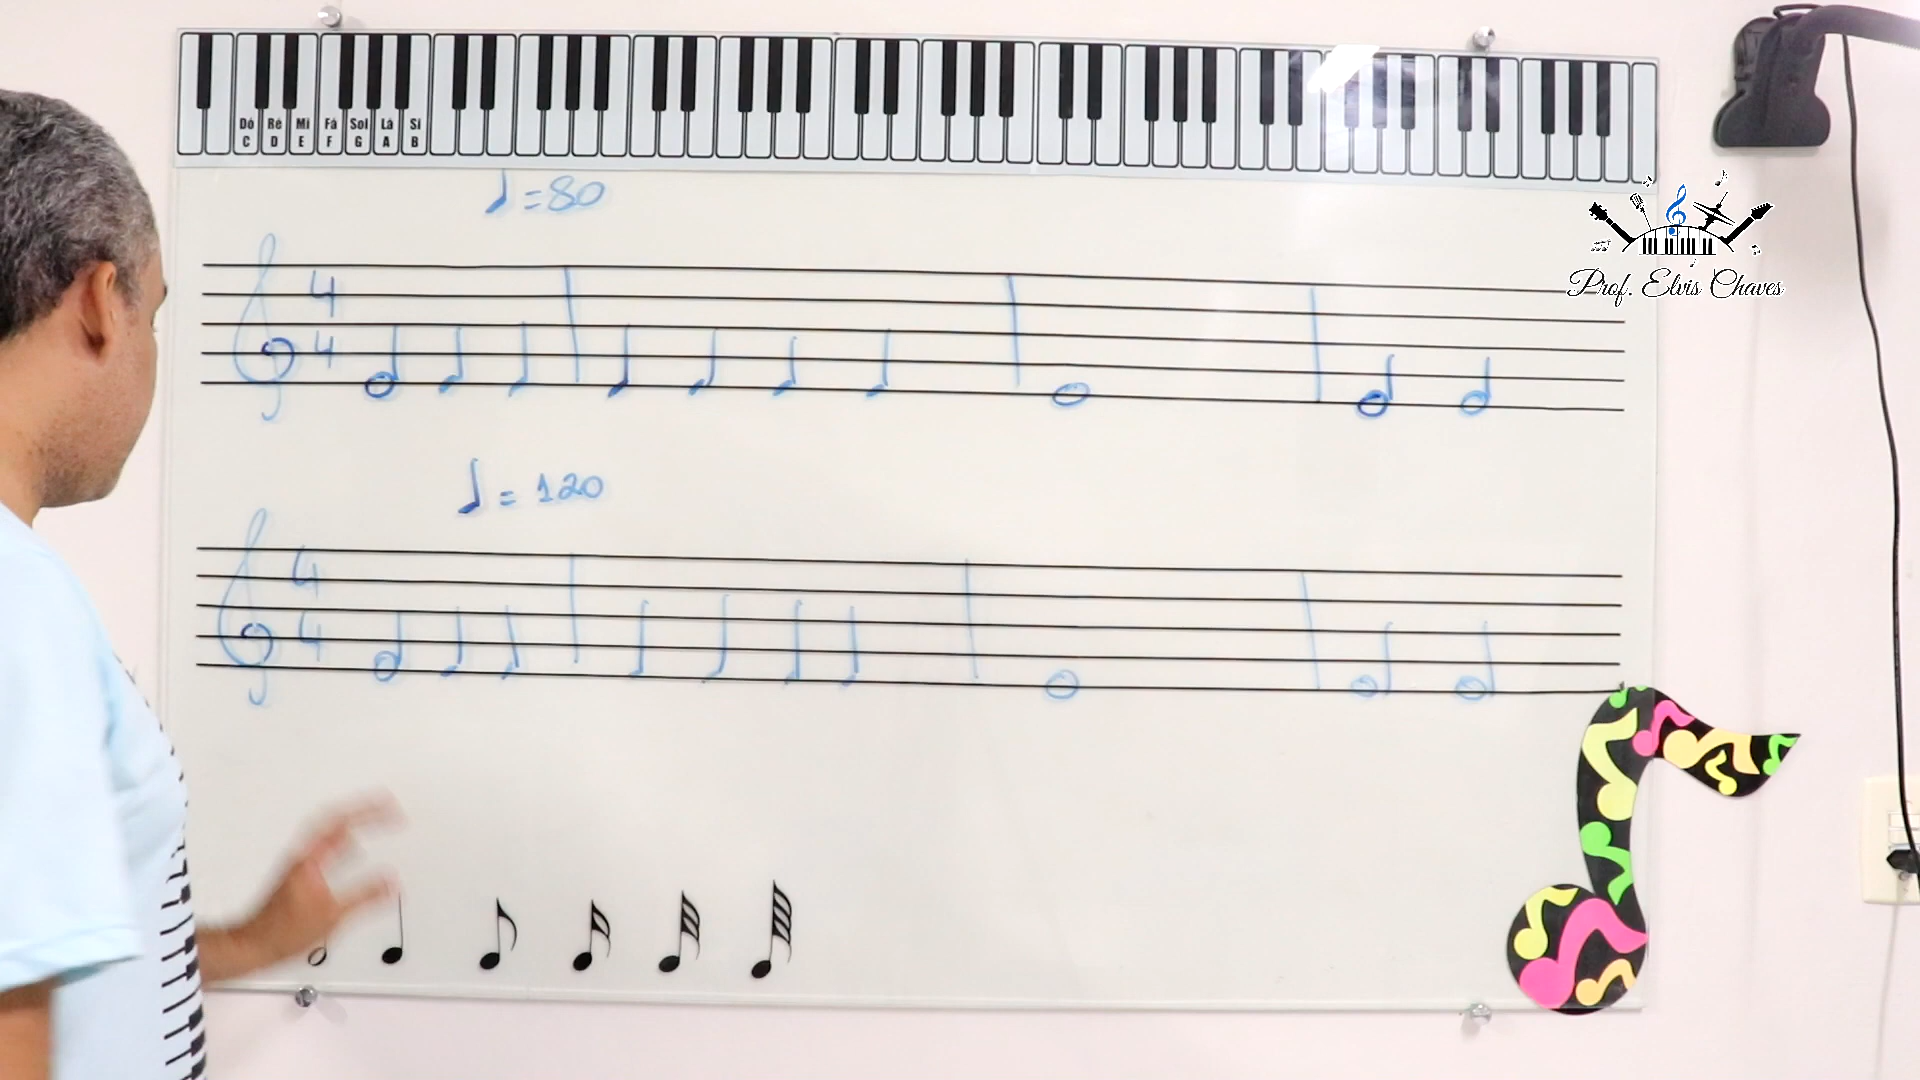 Dó Ré Mi Fá Sol Lá Si
C D E F G A B
= 80
4
4
Prof. Elvis Chaves
= 120
4
4